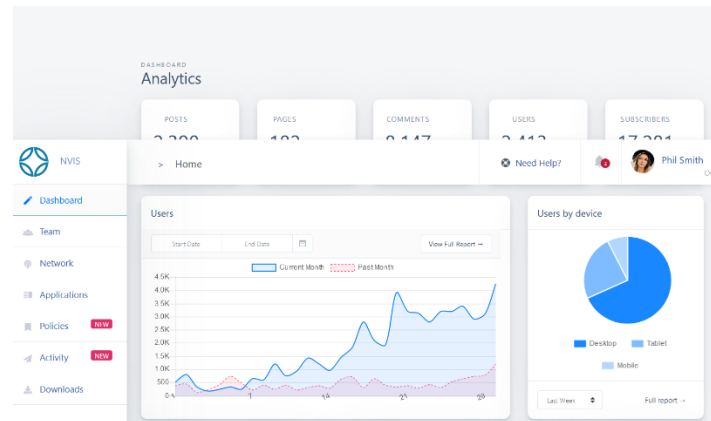 DASHBOARD
Analytics
POSTS
PAGES
COMMENTS
USERS
SUBSCRIBERS
NVIS
> Home
Need Help?
Phil Smith
Dashboard
Team
Network
Applications
Policies NEW
Activity NEW
Downloads
Users
Start Date
End Date
View Full Report →
Current Month
Past Month
4.5K
4.0K
3.5K
3.0K
2.5K
2.0K
1.5K
1.0K
500
0
7
14
21
28
Users by device
Desktop
Tablet
Mobile
Last Week
Full report →